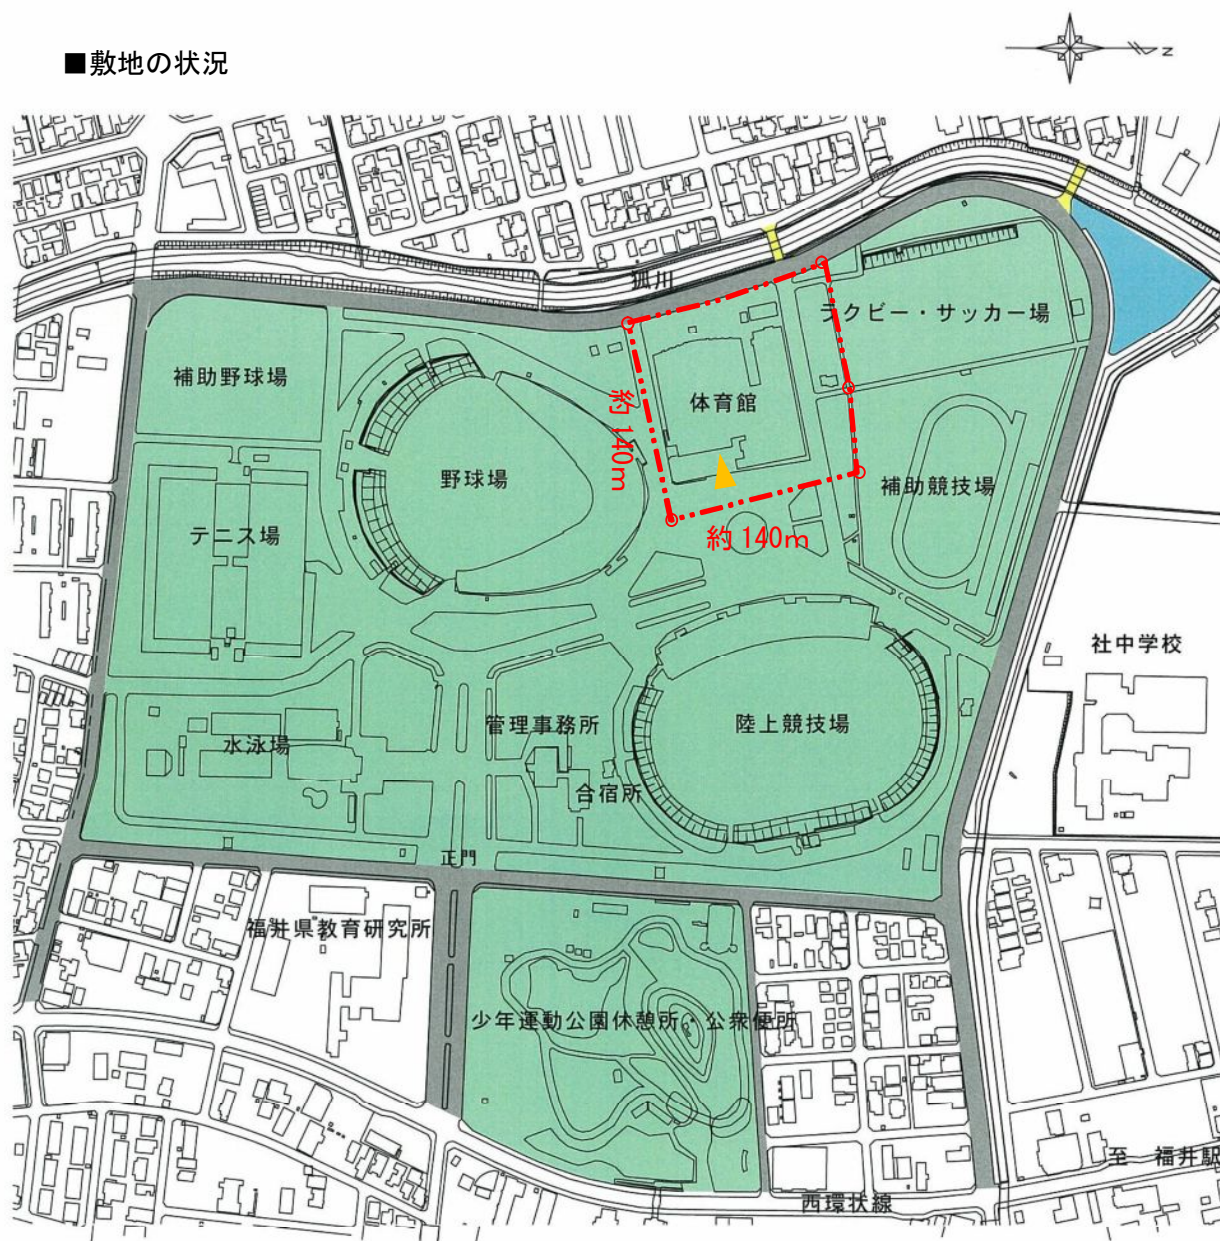 ■敷地の状況
N
狐川
ラクビー・サッカー場
補助野球場
体育館
約140m
野球場
補助競技場
テニス場
約140m
社中学校
管理事務所
陸上競技場
水泳場
合宿所
正門
福井県教育研究所
少年運動公園休憩所・公衆便所
至 福井駅
西環状線